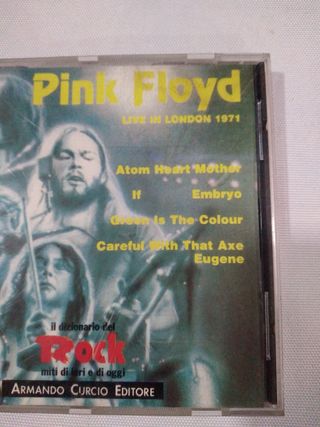 Pink Floyd
LIVE IN LONDON 1971
Atom Heart Mother
If Embryo
Green Is The Colour
Careful With That Axe
Eugene
il dizionario del
Rock
miti di ieri e di oggi
ARMANDO CURCIO EDITORE